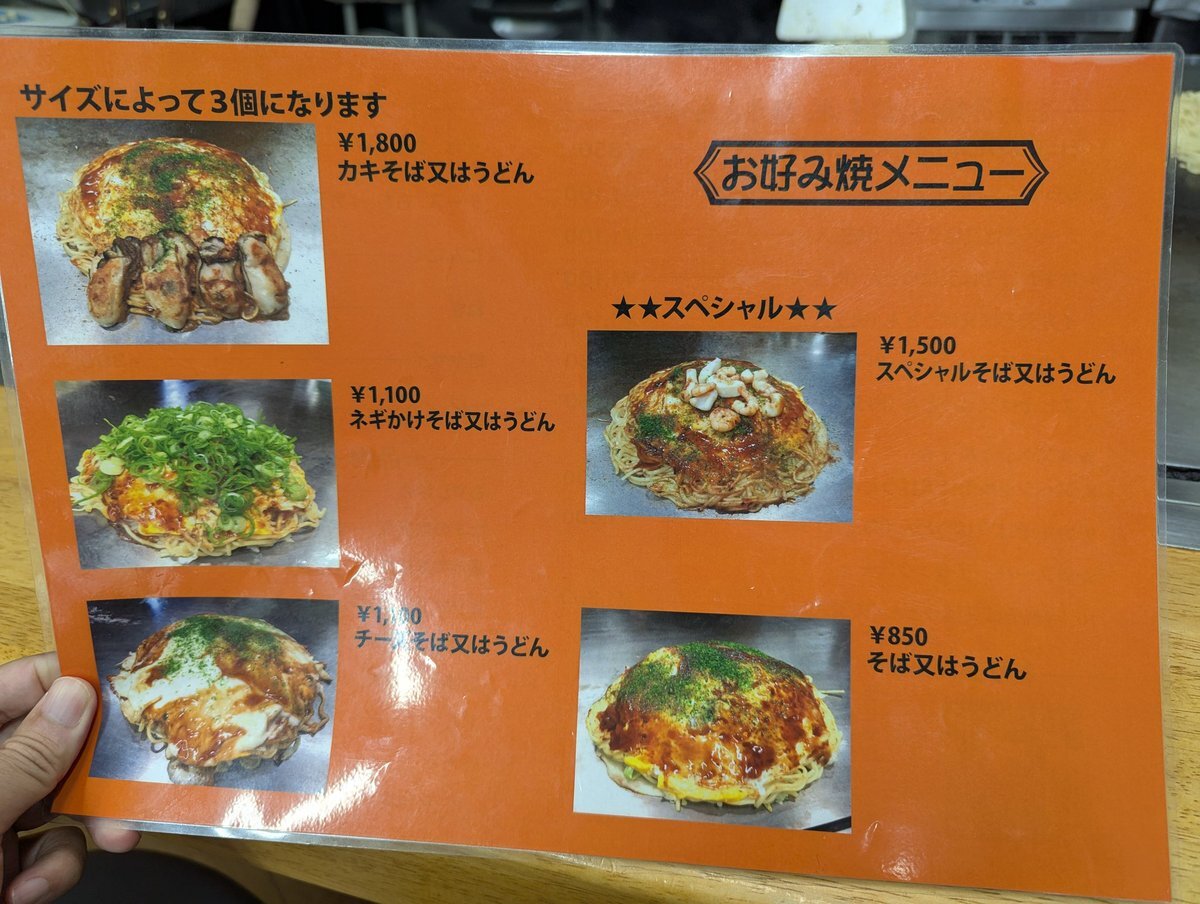 サイズによって3個になります
¥1,800
カキそば又はうどん
¥1,100
ネギかけそば又はうどん
そば又はうどん
お好み焼メニュー
★★スペシャル★★
¥1,500
スペシャルそば又はうどん
¥850
そば又はうどん